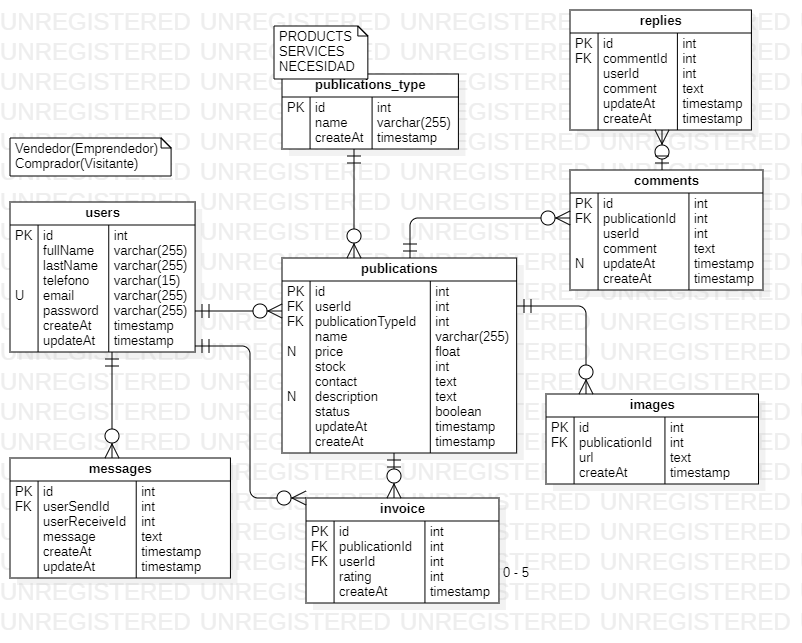 PRODUCTS
SERVICES
NECESIDAD
publications_type
PK id int
name varchar(255)
createAt timestamp
replies
PK id int
FK commentId int
userId int
comment text
updateAt timestamp
createAt timestamp
Vendedor(Emprendedor)
Comprador(Visitante)
comments
PK id int
FK publicationId int
userId int
comment text
N updateAt timestamp
createAt timestamp
users
PK id int
fullName varchar(255)
lastName varchar(255)
telefono varchar(15)
U email varchar(255)
password varchar(255)
createAt timestamp
updateAt timestamp
publications
PK id int
FK userId int
FK publicationTypeId int
name varchar(255)
N price float
stock int
contact text
N description text
status boolean
updateAt timestamp
createAt timestamp
images
PK id int
FK publicationId int
url text
createAt timestamp
messages
PK id int
FK userSendId int
userReceiveId int
message text
createAt timestamp
updateAt timestamp
invoice
PK id int
FK publicationId int
FK userId int
rating int
createAt timestamp
0 - 5
UNREGISTERED